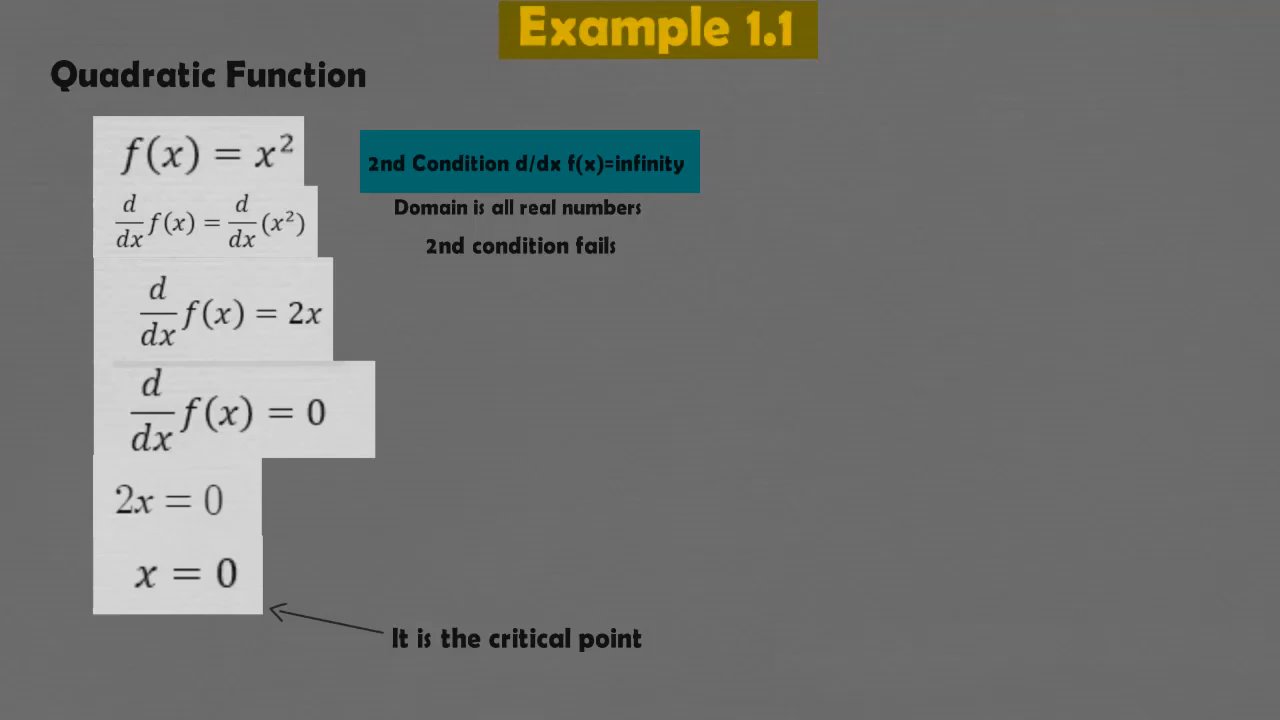 Example 1.1
Quadratic Function
f(x) = x²
d/dx f(x) = d/dx (x²)
d/dx f(x) = 2x
d/dx f(x) = 0
2x = 0
x = 0
2nd Condition d/dx f(x)=infinity
Domain is all real numbers
2nd condition fails
It is the critical point